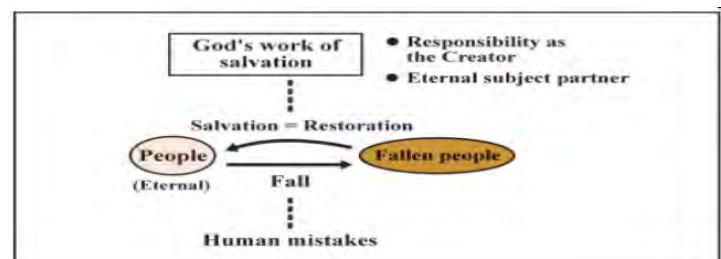 God's work of
salvation
● Responsibility as
the Creator
● Eternal subject partner
Salvation = Restoration
People
(Eternal)
Fallen people
Fall
Human mistakes